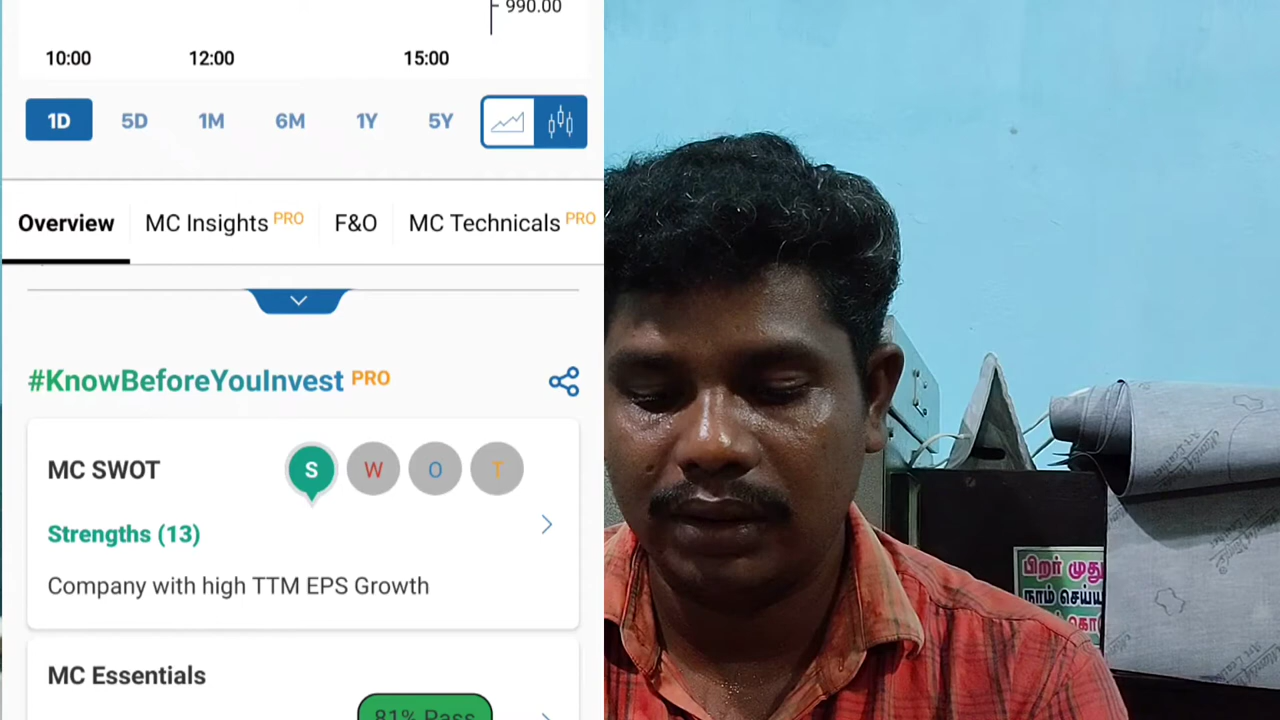 990.00
10:00 12:00 15:00
1D 5D 1M 6M 1Y 5Y
Overview MC Insights PRO F&O MC Technicals PRO
#KnowBeforeYouInvest PRO
MC SWOT S W O T
Strengths (13)
Company with high TTM EPS Growth
MC Essentials
81% Pass
பிறர்
நாம்